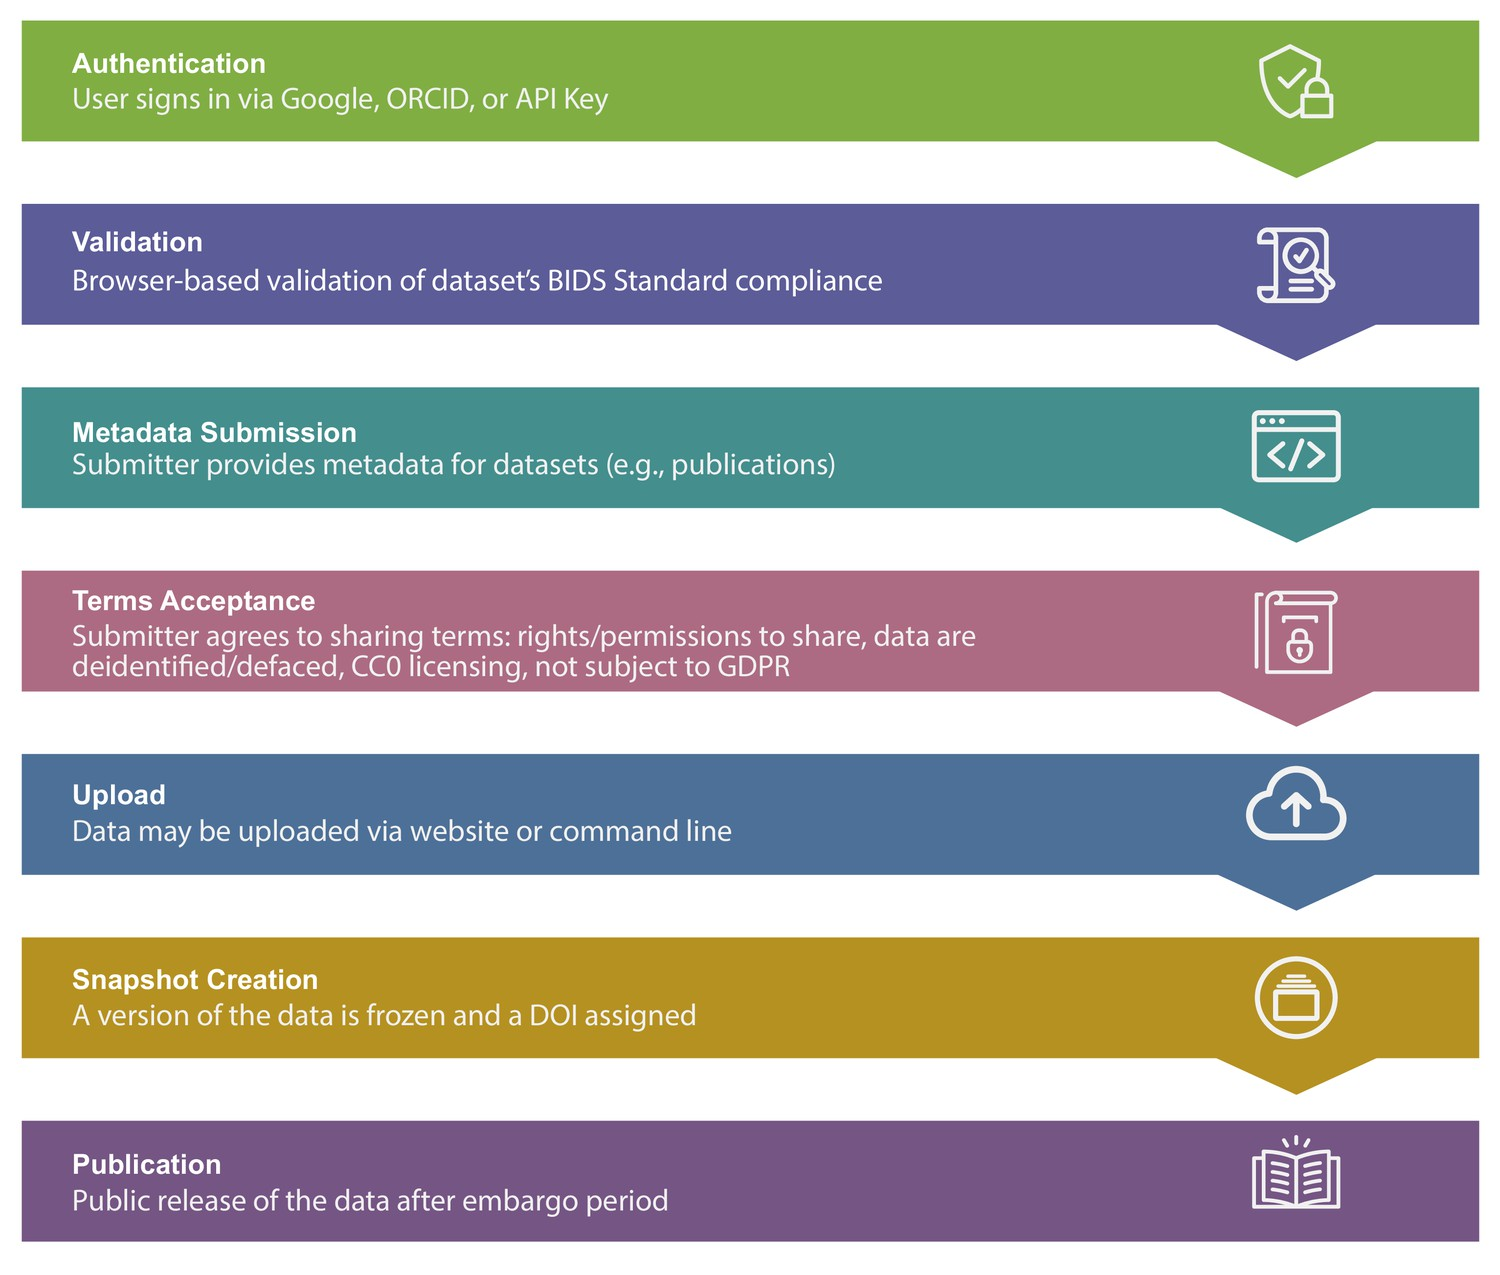 Authentication
User signs in via Google, ORCID, or API Key
Validation
Browser-based validation of dataset’s BIDS Standard compliance
Metadata Submission
Submitter provides metadata for datasets (e.g., publications)
Terms Acceptance
Submitter agrees to sharing terms: rights/permissions to share, data are
deidentified/defaced, CC0 licensing, not subject to GDPR
Upload
Data may be uploaded via website or command line
Snapshot Creation
A version of the data is frozen and a DOI assigned
Publication
Public release of the data after embargo period